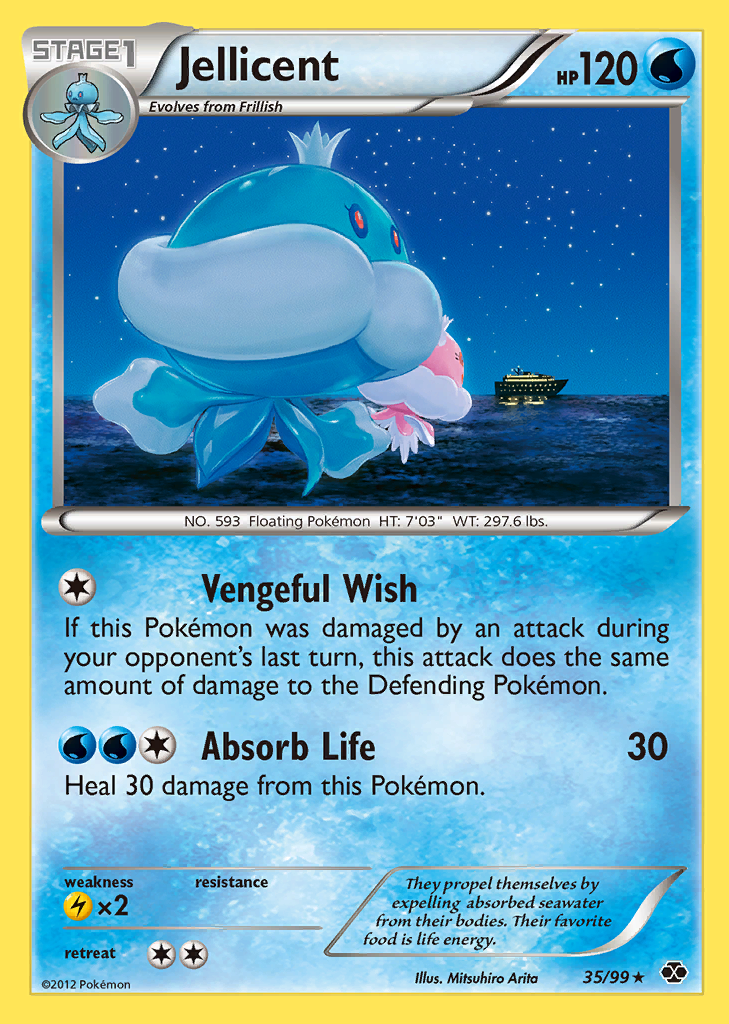 STAGE1
Jellicent
HP120
Evolves from Frillish
NO. 593 Floating Pokémon HT: 7'03" WT: 297.6 lbs.
Vengeful Wish
If this Pokémon was damaged by an attack during
your opponent's last turn, this attack does the same
amount of damage to the Defending Pokémon.
Absorb Life 30
Heal 30 damage from this Pokémon.
weakness resistance
×2
retreat
They propel themselves by
expelling absorbed seawater
from their bodies. Their favorite
food is life energy.
©2012 Pokémon
Illus. Mitsuhiro Arita
35/99 ★